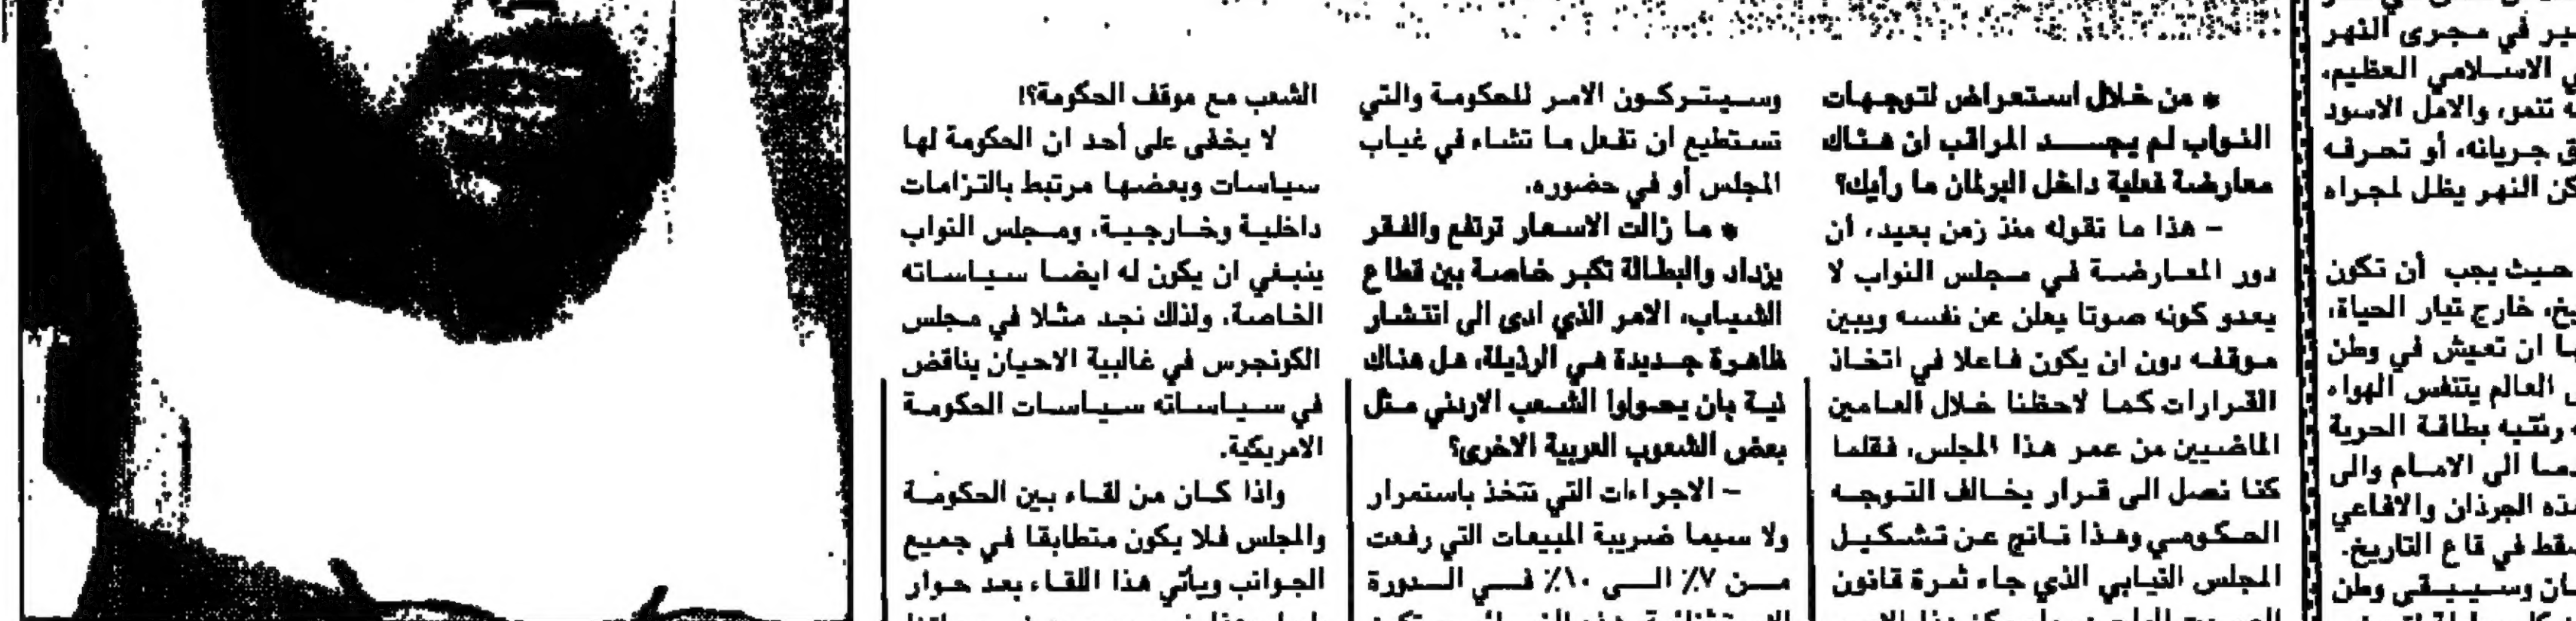 ير في مجرى النهر
الاسلامي العظيم،
تنمو، والامل الاسود
جريانه، أو تحرفه
كن النهر يظل لمجراه
حيث يجب أن تكون
خارج تيار الحياة،
ان تعيش في وطن
العالم يتنفس الهواء
رئتيه بطاقة الحرية
الى الامام والى
الجرذان والافاعي
في قاع التاريخ.
وسيبقى وطن
* من خلال استعراض لتوجهات
النواب لم يجد المراقب ان هناك
معارضة فعلية داخل البرلمان ما رأيك؟
- هذا ما نقوله منذ زمن بعيد، أن
دور المعارضة في مجلس النواب لا
يعدو كونه صوتا يعلن عن نفسه ويبين
موقفه دون ان يكون فاعلا في اتخاذ
القرارات كما لاحظنا خلال العامين
الماضيين من عمر هذا المجلس، فقلما
كنا نصل الى قرار يخالف التوجه
الحكومي وهذا ناتج عن تشكيل
المجلس النيابي الذي جاء ثمرة قانون
وسيتركون الامر للحكومة والتي
تستطيع ان تفعل ما تشاء في غياب
المجلس أو في حضوره.
* ما زالت الاسعار ترتفع والفقر
يزداد والبطالة تكبر خاصة بين قطاع
الشباب، الامر الذي ادى الى انتشار
ظاهرة جديدة هي الرذيلة، هل هناك
نية بان يحولوا الشعب الاردني مثل
بعض الشعوب العربية الاخرى؟
- الاجراءات التي تتخذ باستمرار
ولا سيما ضريبة المبيعات التي رفعت
من ٧٪ الى ١٠٪ في الدورة
الشعب مع موقف الحكومة؟!
لا يخفى على أحد ان الحكومة لها
سياسات وبعضها مرتبط بالتزامات
داخلية وخارجية، ومجلس النواب
ينبغي ان يكون له ايضا سياساته
الخاصة، ولذلك نجد مثلا في مجلس
الكونجرس في غالبية الاحيان يناقض
في سياساته سياسات الحكومة
الامريكية.
واذا كان من لقاء بين الحكومة
والمجلس فلا يكون متطابقا في جميع
الجوانب ويأتي هذا اللقاء بعد حوار